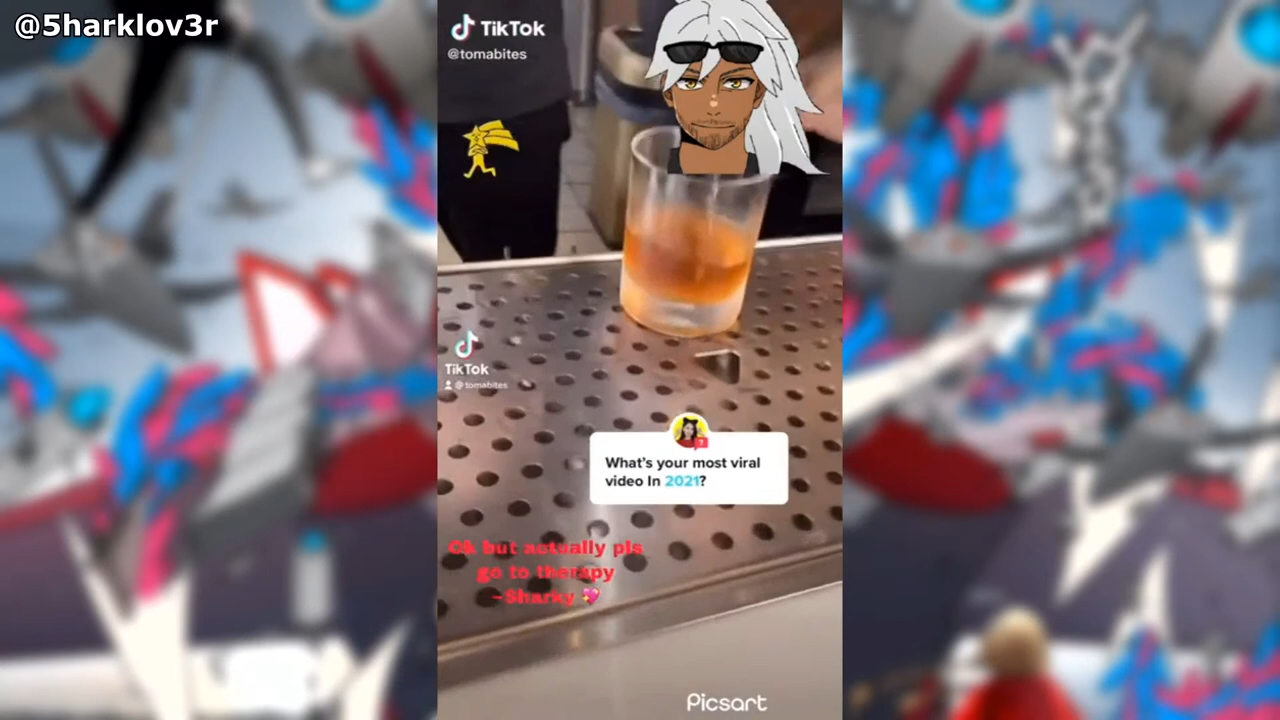 @5harklov3r
TikTok
@tomabites
TikTok
@tomabites
What's your most viral
video In 2021?
Ok but actually pls
go to therapy
~Sharky 💖
Picsart